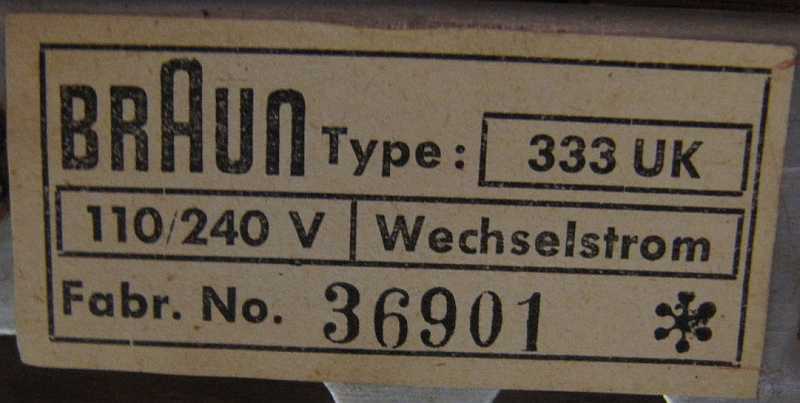 BRAUN Type: 333 UK
110/240 V Wechselstrom
Fabr. No. 36901